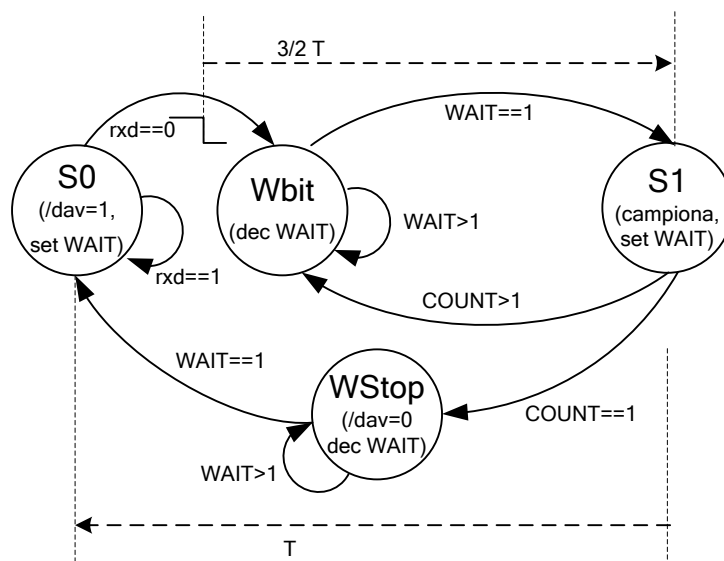 3/2 T
rxd==0
WAIT==1
S0
(/dav=1,
set WAIT)
rxd==1
Wbit
(dec WAIT)
WAIT>1
S1
(campiona,
set WAIT)
COUNT>1
WAIT==1
WStop
(/dav=0
dec WAIT)
COUNT==1
WAIT>1
T